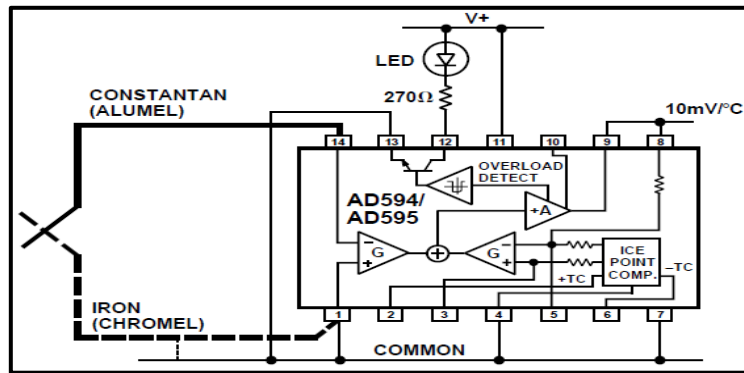 V+
LED
270Ω
CONSTANTAN
(ALUMEL)
10mV/°C
14 13 12 11 10 9 8
OVERLOAD
DETECT
AD594/
AD595
+A
– G +
+
– G +
ICE
POINT
COMP.
+TC
–TC
IRON
(CHROMEL)
1 2 3 4 5 6 7
COMMON